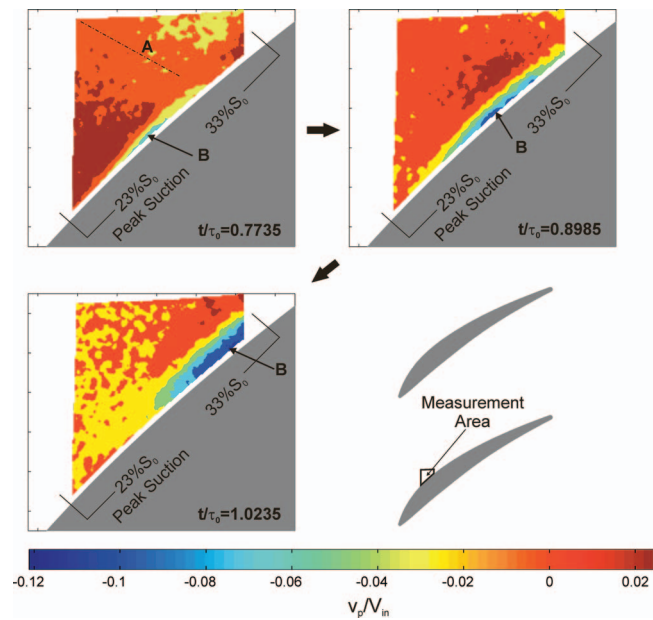 A
B
33%S₀
23%S₀
Peak Suction
t/τ₀=0.7735
B
33%S₀
23%S₀
Peak Suction
t/τ₀=0.8985
B
33%S₀
23%S₀
Peak Suction
t/τ₀=1.0235
Measurement
Area
-0.12 -0.1 -0.08 -0.06 -0.04 -0.02 0 0.02
vₚ/Vᵢₙ